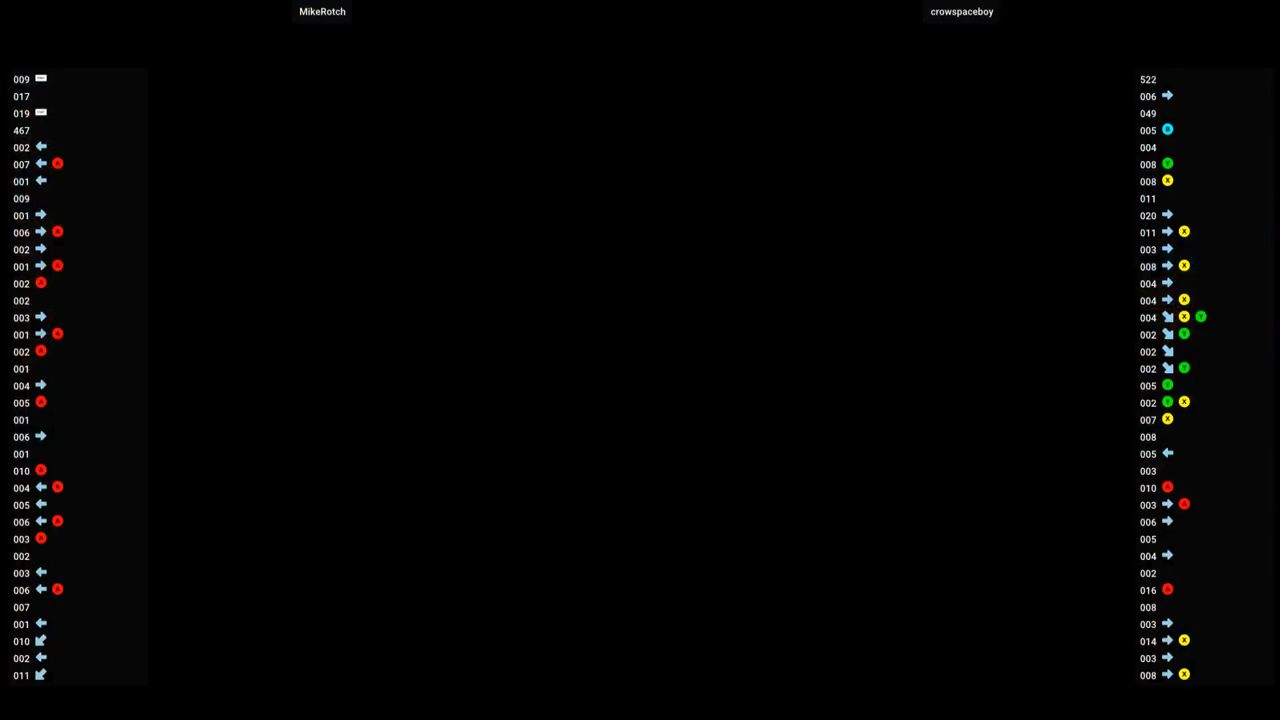 MikeRotch
crowspaceboy
009
017
019
467
002
007 A
001
009
001
006 A
002
001 A
002 A
002
003
001 A
002 A
001
004
005 A
001
006
001
010 A
004 A
005
006 A
003 A
002
003
006 A
007
001
010
002
011
522
006
049
005 B
004
008 Y
008 X
011
020
011 X
003
008 X
004
004 X
004 X Y
002 Y
002
002 Y
005 Y
002 Y X
007 X
008
005
003
010 A
003 A
006
005
004
002
016 A
008
003
014 X
003
008 X